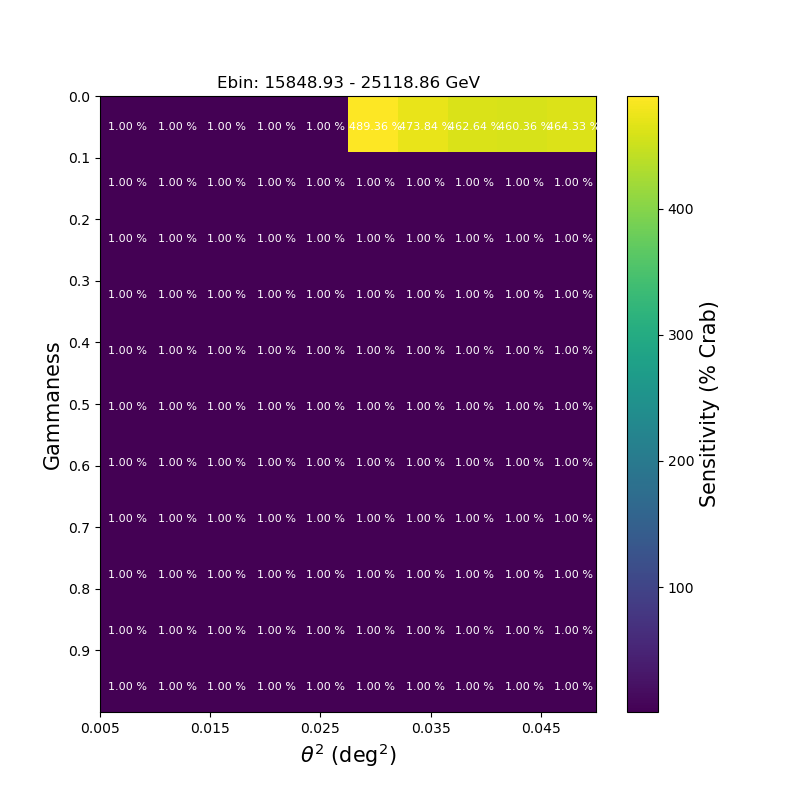 Ebin: 15848.93 - 25118.86 GeV
0.0
1.00 % 1.00 % 1.00 % 1.00 % 1.00 % 489.36 % 473.84 % 462.64 % 460.36 % 464.33 %
0.1
1.00 % 1.00 % 1.00 % 1.00 % 1.00 % 1.00 % 1.00 % 1.00 % 1.00 % 1.00 %
0.2
1.00 % 1.00 % 1.00 % 1.00 % 1.00 % 1.00 % 1.00 % 1.00 % 1.00 % 1.00 %
0.3
1.00 % 1.00 % 1.00 % 1.00 % 1.00 % 1.00 % 1.00 % 1.00 % 1.00 % 1.00 %
0.4
1.00 % 1.00 % 1.00 % 1.00 % 1.00 % 1.00 % 1.00 % 1.00 % 1.00 % 1.00 %
0.5
1.00 % 1.00 % 1.00 % 1.00 % 1.00 % 1.00 % 1.00 % 1.00 % 1.00 % 1.00 %
0.6
1.00 % 1.00 % 1.00 % 1.00 % 1.00 % 1.00 % 1.00 % 1.00 % 1.00 % 1.00 %
0.7
1.00 % 1.00 % 1.00 % 1.00 % 1.00 % 1.00 % 1.00 % 1.00 % 1.00 % 1.00 %
0.8
1.00 % 1.00 % 1.00 % 1.00 % 1.00 % 1.00 % 1.00 % 1.00 % 1.00 % 1.00 %
0.9
1.00 % 1.00 % 1.00 % 1.00 % 1.00 % 1.00 % 1.00 % 1.00 % 1.00 % 1.00 %
1.00 % 1.00 % 1.00 % 1.00 % 1.00 % 1.00 % 1.00 % 1.00 % 1.00 % 1.00 %
0.005 0.015 0.025 0.035 0.045
θ² (deg²)
Gammaness
400
300
200
100
Sensitivity (% Crab)